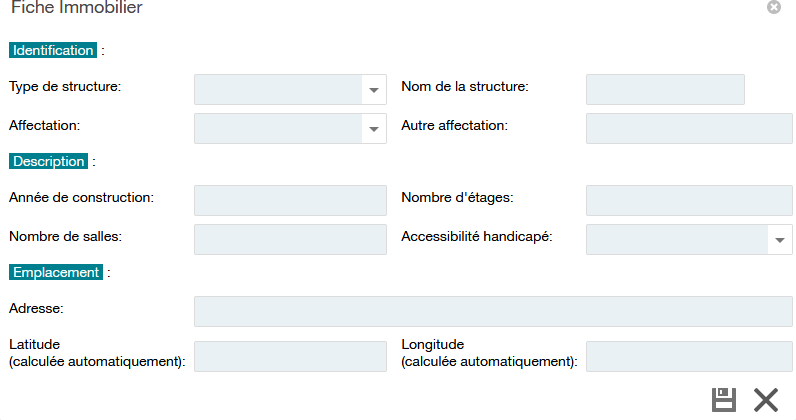 Fiche Immobilier
Identification :
Type de structure: Nom de la structure:
Affectation: Autre affectation:
Description :
Année de construction: Nombre d'étages:
Nombre de salles: Accessibilité handicapé:
Emplacement :
Adresse:
Latitude
(calculée automatiquement):
Longitude
(calculée automatiquement):